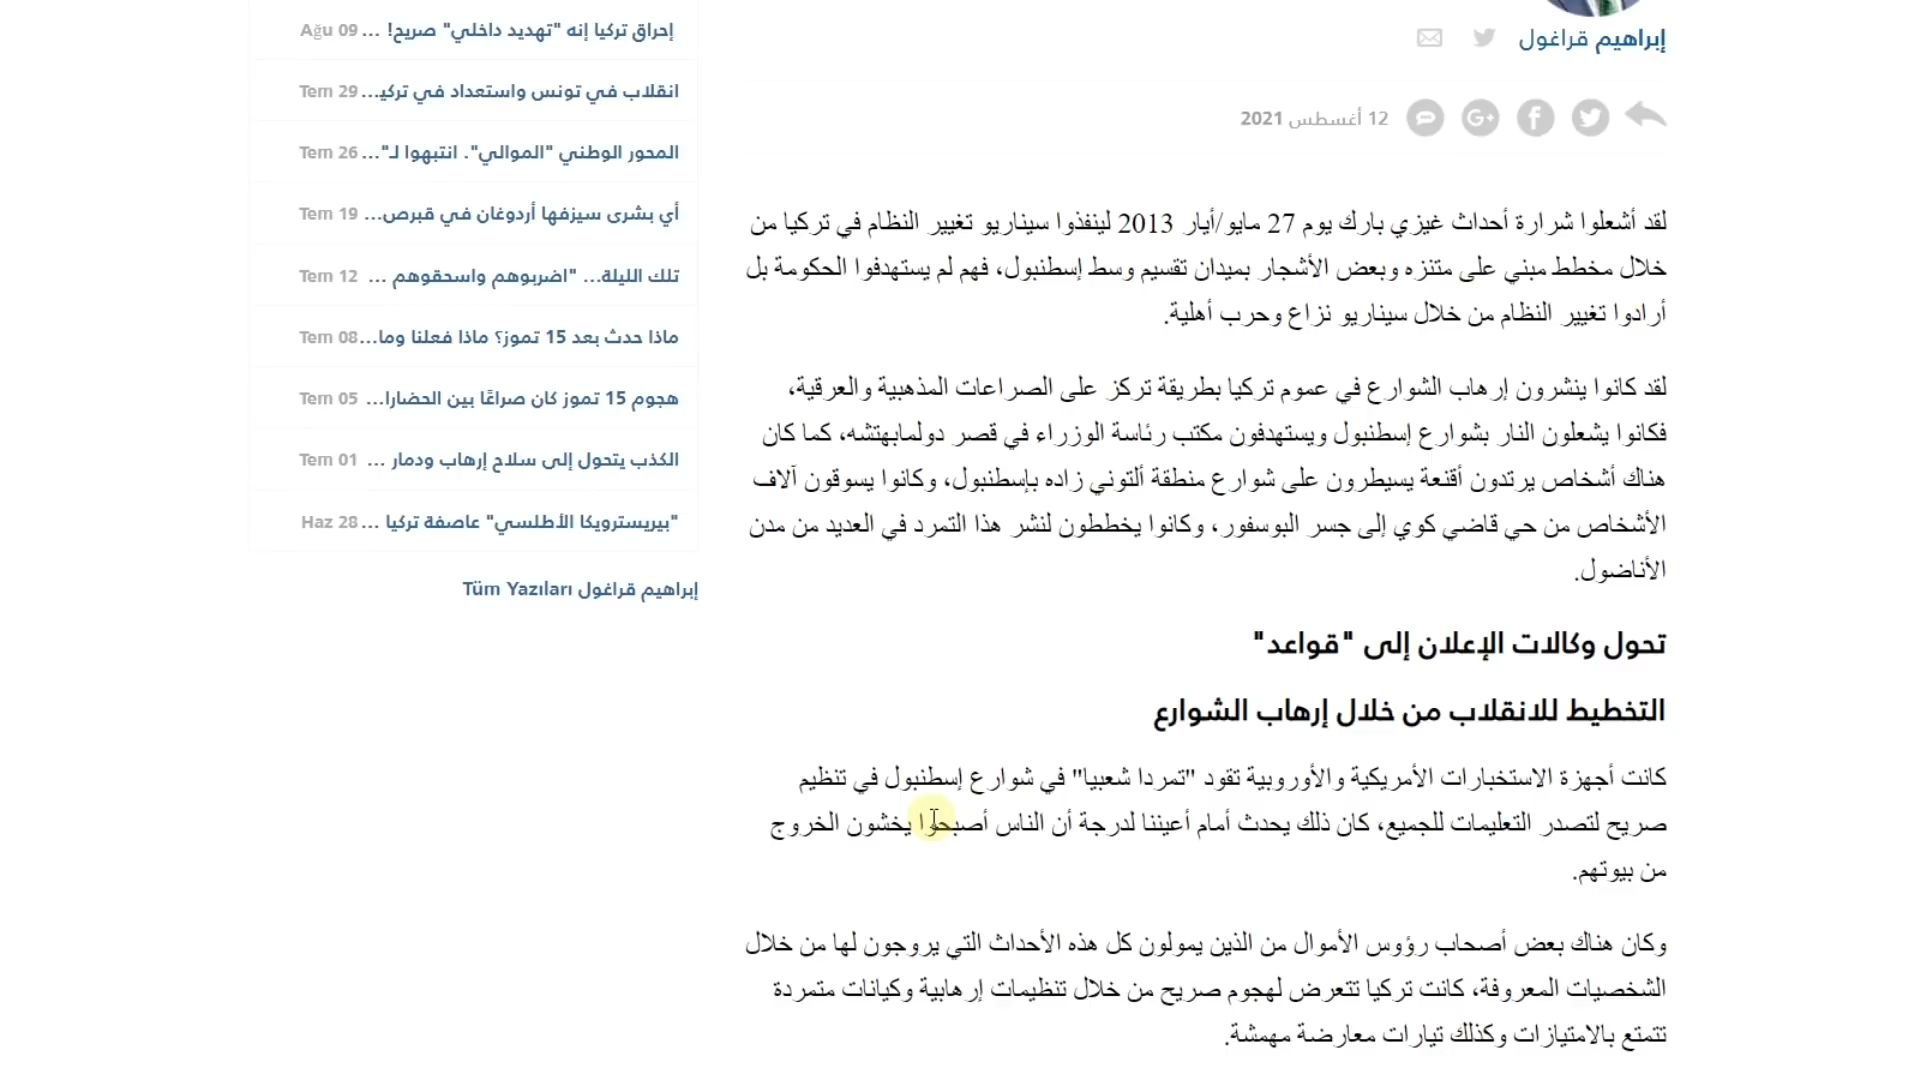 إبراهيم قراغول
12 أغسطس 2021
لقد أشعلوا شرارة أحداث غيزي بارك يوم 27 مايو/أيار 2013 لينفذوا سيناريو تغيير النظام في تركيا من
خلال مخطط مبني على متنزه وبعض الأشجار بميدان تقسيم وسط إسطنبول، فهم لم يستهدفوا الحكومة بل
أرادوا تغيير النظام من خلال سيناريو نزاع وحرب أهلية.
لقد كانوا ينشرون إرهاب الشوارع في عموم تركيا بطريقة تركز على الصراعات المذهبية والعرقية،
فكانوا يشعلون النار بشوارع إسطنبول ويستهدفون مكتب رئاسة الوزراء في قصر دولمابهتشه، كما كان
هناك أشخاص يرتدون أقنعة يسيطرون على شوارع منطقة ألتوني زاده بإسطنبول، وكانوا يسوقون آلاف
الأشخاص من حي قاضي كوي إلى جسر البوسفور، وكانوا يخططون لنشر هذا التمرد في العديد من مدن
الأناضول.
تحول وكالات الإعلان إلى "قواعد"
التخطيط للانقلاب من خلال إرهاب الشوارع
كانت أجهزة الاستخبارات الأمريكية والأوروبية تقود "تمردا شعبيا" في شوارع إسطنبول في تنظيم
صريح لتصدر التعليمات للجميع، كان ذلك يحدث أمام أعيننا لدرجة أن الناس أصبحوا يخشون الخروج
من بيوتهم.
وكان هناك بعض أصحاب رؤوس الأموال من الذين يمولون كل هذه الأحداث التي يروجون لها من خلال
الشخصيات المعروفة، كانت تركيا تتعرض لهجوم صريح من خلال تنظيمات إرهابية وكيانات متمردة
تتمتع بالامتيازات وكذلك تيارات معارضة مهمشة.
إحراق تركيا إنه "تهديد داخلي" صريح! ... Ağu 09
انقلاب في تونس واستعداد في تركيـ... Tem 29
المحور الوطني "الموالي". انتبهوا لـ"... Tem 26
أي بشرى سيزفها أردوغان في قبرص... Tem 19
تلك الليلة... "اضربوهم واسحقوهم ... Tem 12
ماذا حدث بعد 15 تموز؟ ماذا فعلنا وما... Tem 08
هجوم 15 تموز كان صراعًا بين الحضارا... Tem 05
الكذب يتحول إلى سلاح إرهاب ودمار ... Tem 01
"بيريسترويكا الأطلسي" عاصفة تركيا ... Haz 28
إبراهيم قراغول Tüm Yazıları